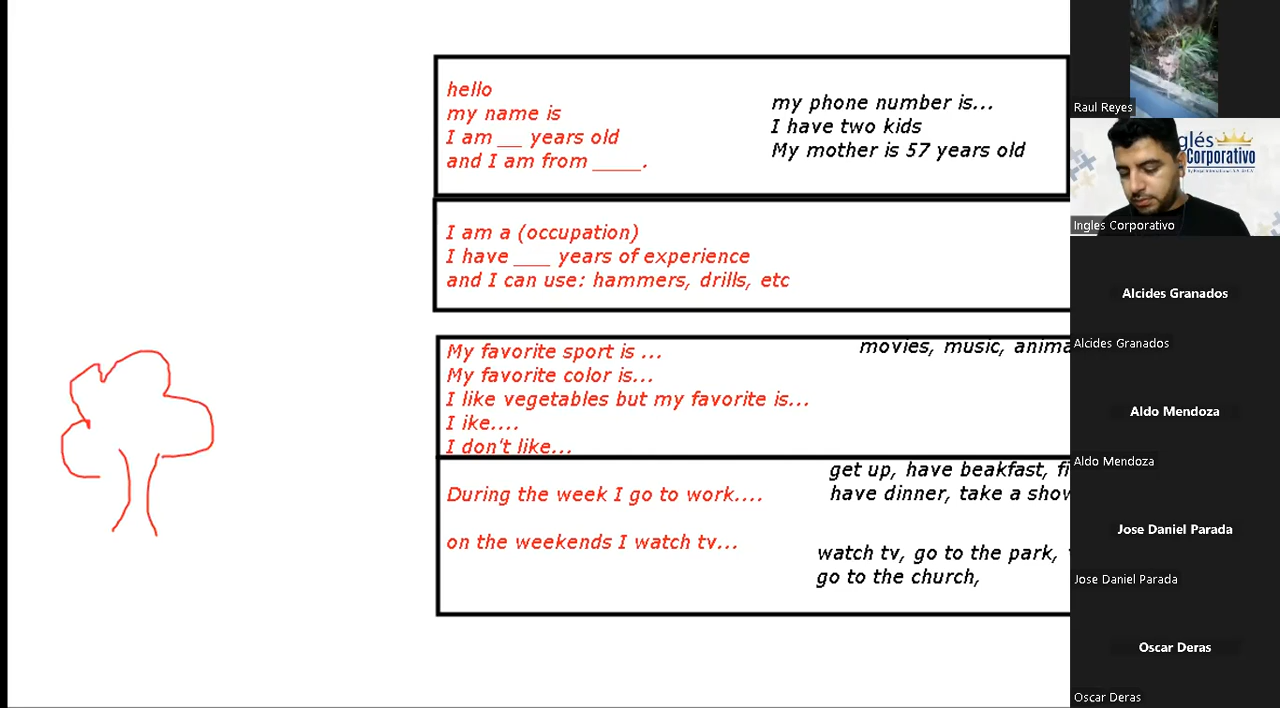 hello
my name is
I am __ years old
and I am from ____.
my phone number is...
I have two kids
My mother is 57 years old
I am a (occupation)
I have ___ years of experience
and I can use: hammers, drills, etc
My favorite sport is ...
My favorite color is...
I like vegetables but my favorite is...
I ike....
I don't like...
movies, music, anima
During the week I go to work....
on the weekends I watch tv...
get up, have beakfast, fi
have dinner, take a show
watch tv, go to the park,
go to the church,
Raul Reyes
glés
Corporativo
Ingles Corporativo
Alcides Granados
Alcides Granados
Aldo Mendoza
Aldo Mendoza
Jose Daniel Parada
Jose Daniel Parada
Oscar Deras
Oscar Deras